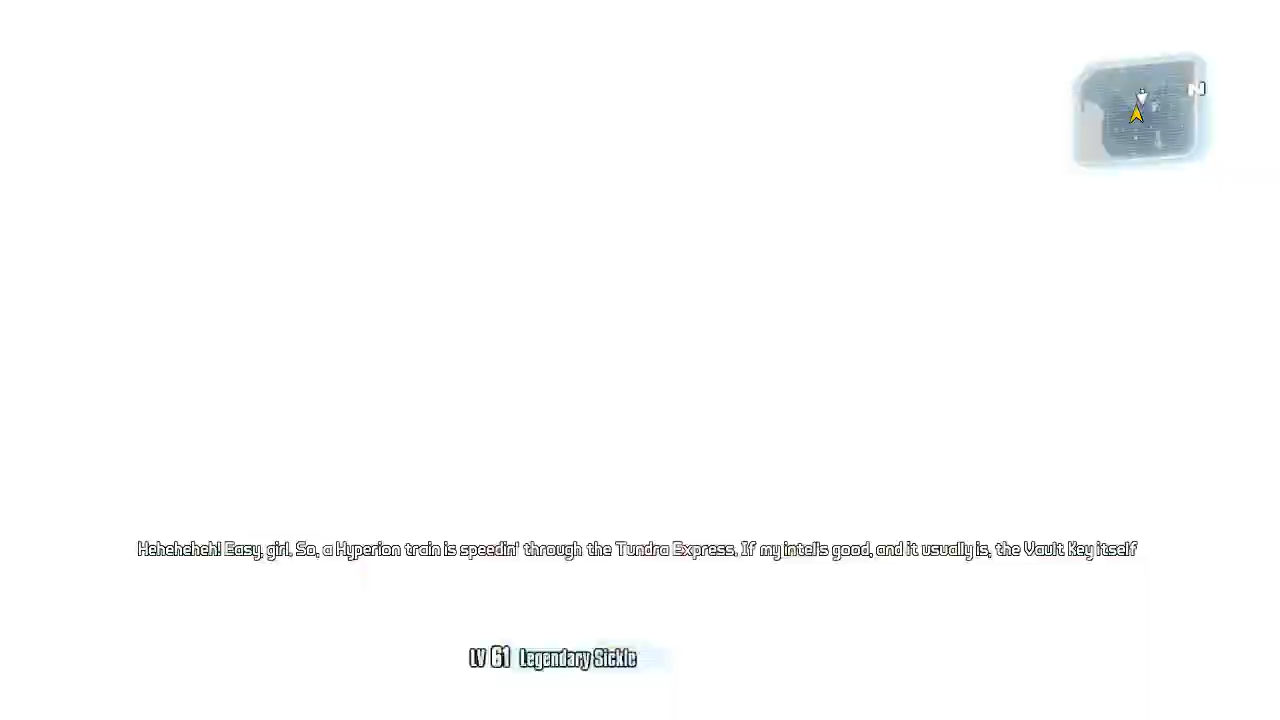 N
Heheheheh! Easy, girl. So, a Hyperion train is speedin' through the Tundra Express. If my intel's good, and it usually is, the Vault Key itself
LV 61 Legendary Sickle